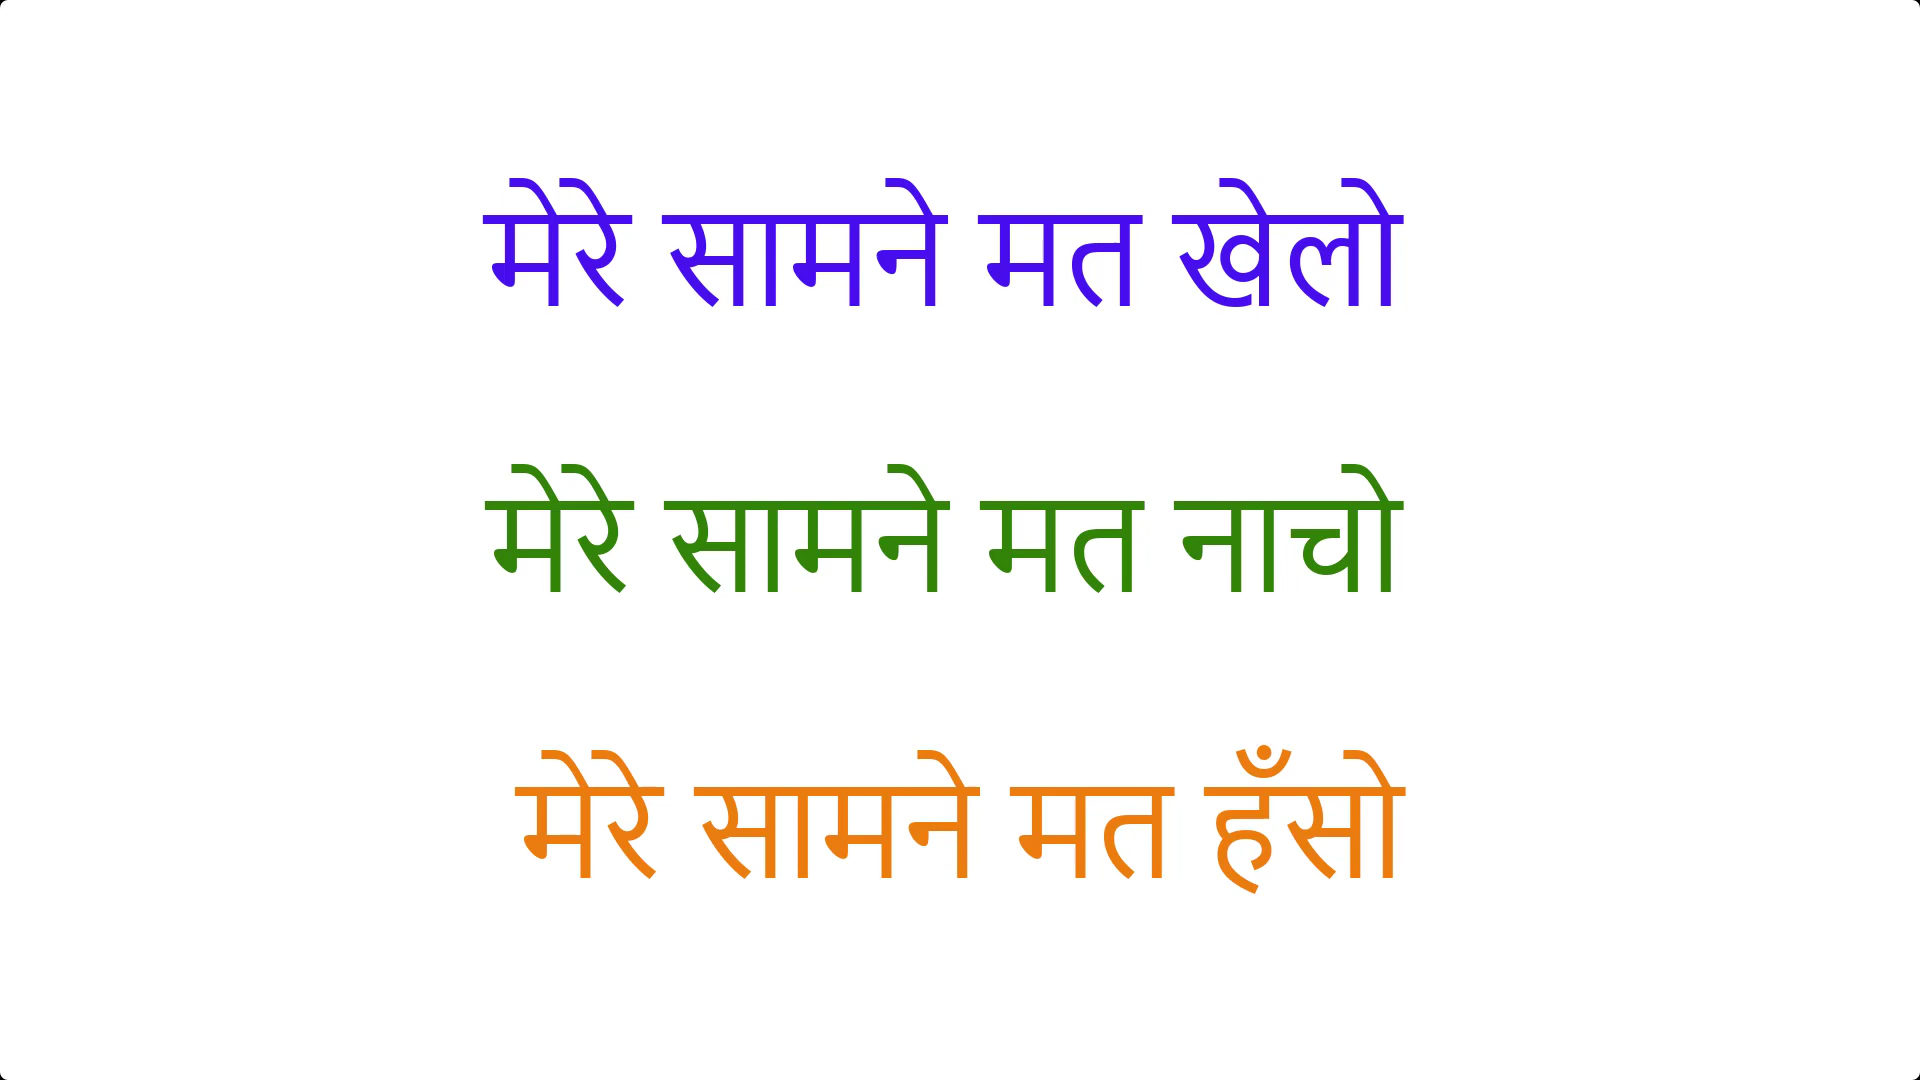 मेरे सामने मत खेलो
मेरे सामने मत नाचो
मेरे सामने मत हँसो